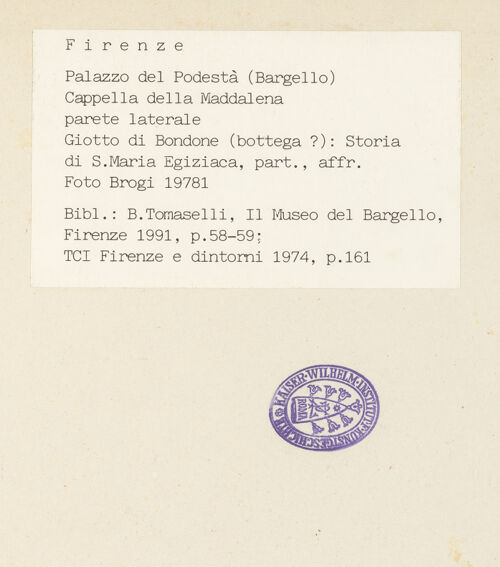 F i r e n z e
Palazzo del Podestà (Bargello)
Cappella della Maddalena
parete laterale
Giotto di Bondone (bottega ?): Storia
di S.Maria Egiziaca, part., affr.
Foto Brogi 19781
Bibl.: B.Tomaselli, Il Museo del Bargello,
Firenze 1991, p.58-59;
TCI Firenze e dintorni 1974, p.161
KAISER·WILHELM·INSTITUT·F·KUNSTGESCHICHTE
ROMA